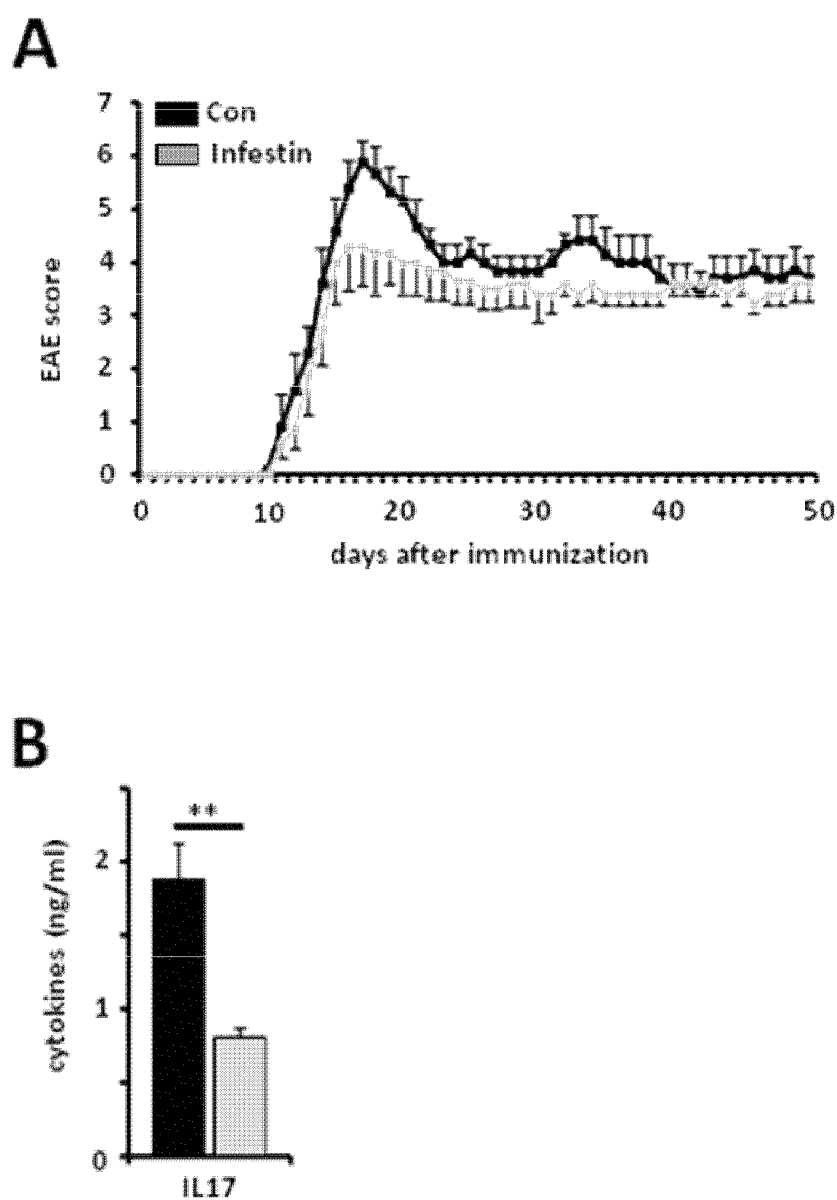 A
7
Con
6
Infestin
5
4
EAE score
3
2
1
0
0 10 20 30 40 50
days after immunization
B
**
2
cytokines (ng/ml)
1
0
IL17